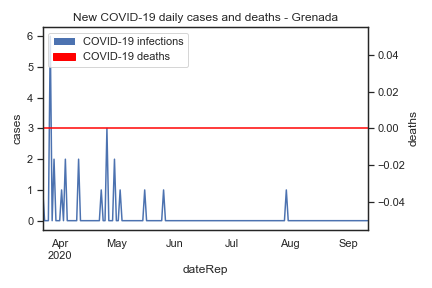 New COVID-19 daily cases and deaths - Grenada
COVID-19 infections
COVID-19 deaths
6
5
4
3
2
1
0
cases
0.04
0.02
0.00
−0.02
−0.04
deaths
Apr
2020
May
Jun
Jul
Aug
Sep
dateRep